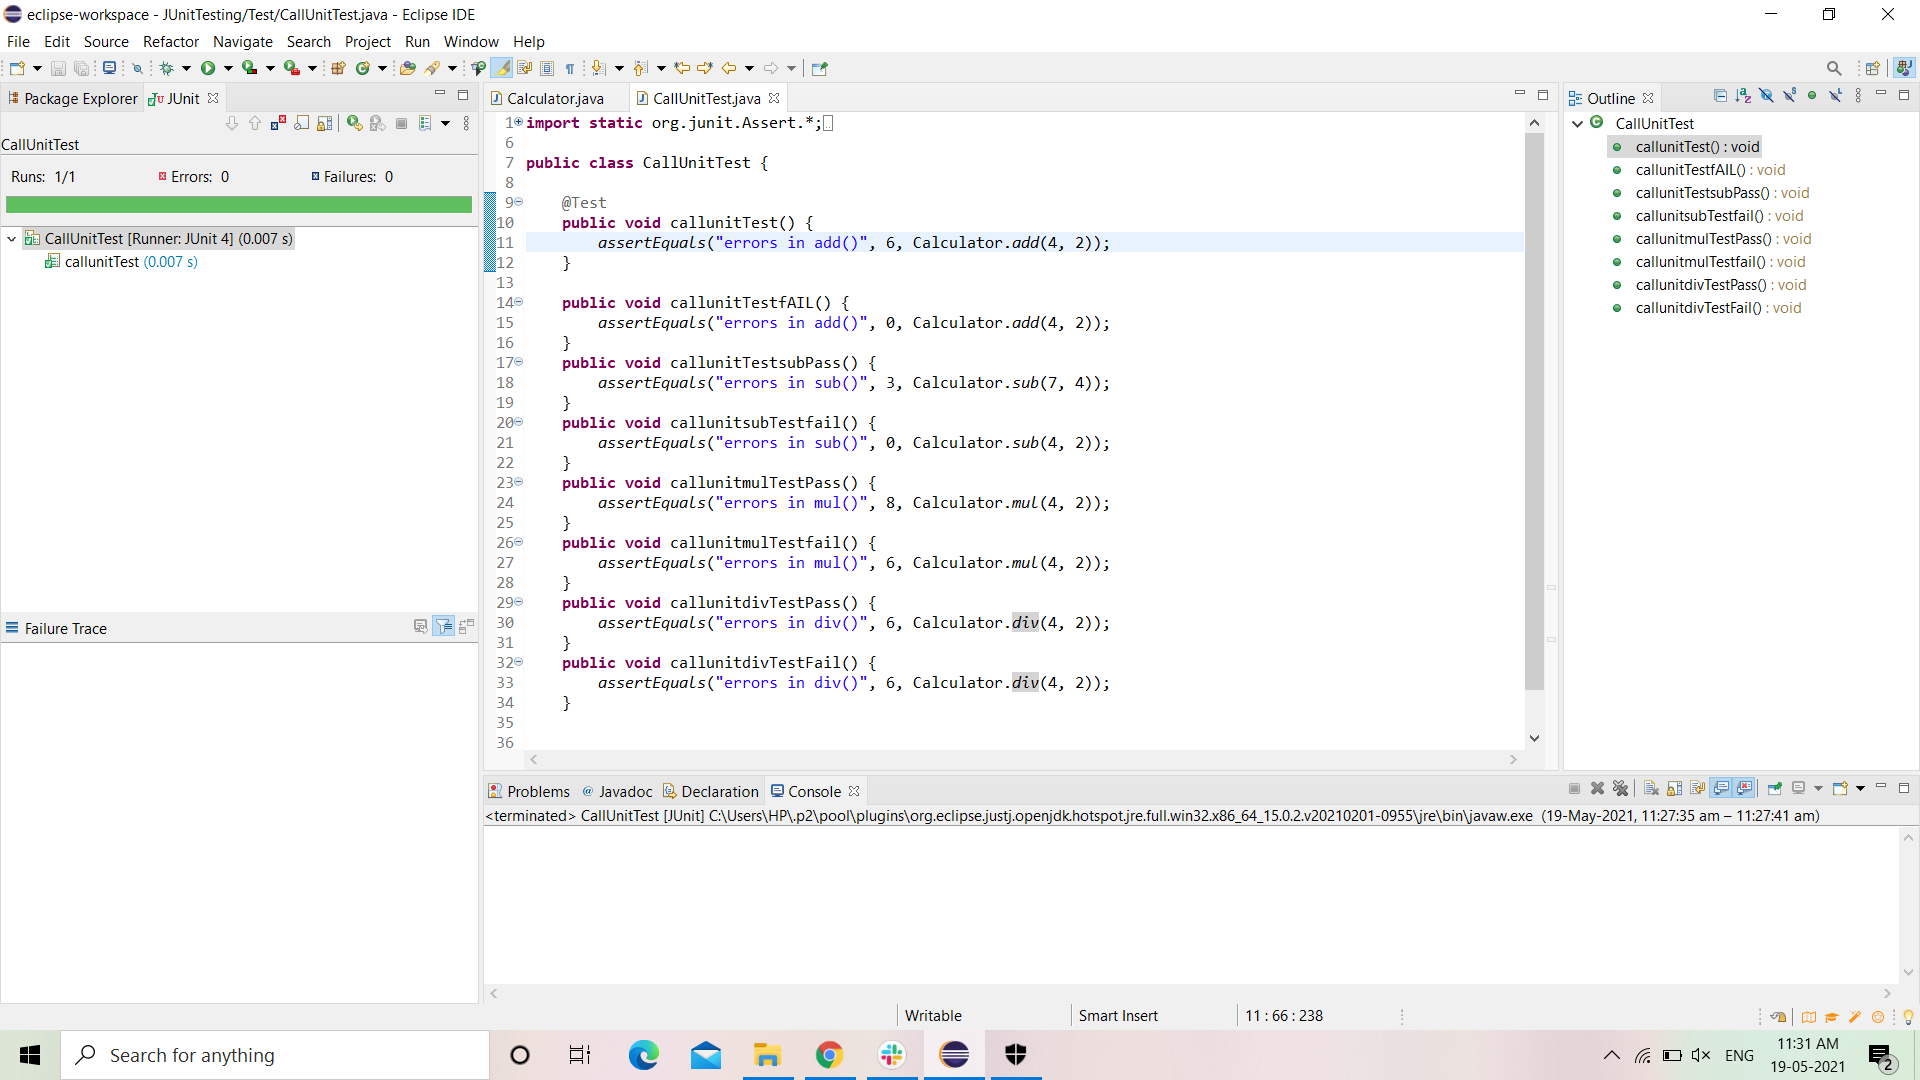 eclipse-workspace - JUnitTesting/Test/CallUnitTest.java - Eclipse IDE
File Edit Source Refactor Navigate Search Project Run Window Help
Package Explorer JUnit
CallUnitTest
Runs: 1/1 Errors: 0 Failures: 0
CallUnitTest [Runner: JUnit 4] (0.007 s)
callunitTest (0.007 s)
Failure Trace
Calculator.java CallUnitTest.java
1 import static org.junit.Assert.*;
6
7 public class CallUnitTest {
8
9 @Test
10 public void callunitTest() {
11 assertEquals("errors in add()", 6, Calculator.add(4, 2));
12 }
13
14 public void callunitTestfAIL() {
15 assertEquals("errors in add()", 0, Calculator.add(4, 2));
16 }
17 public void callunitTestsubPass() {
18 assertEquals("errors in sub()", 3, Calculator.sub(7, 4));
19 }
20 public void callunitsubTestfail() {
21 assertEquals("errors in sub()", 0, Calculator.sub(4, 2));
22 }
23 public void callunitmulTestPass() {
24 assertEquals("errors in mul()", 8, Calculator.mul(4, 2));
25 }
26 public void callunitmulTestfail() {
27 assertEquals("errors in mul()", 6, Calculator.mul(4, 2));
28 }
29 public void callunitdivTestPass() {
30 assertEquals("errors in div()", 6, Calculator.div(4, 2));
31 }
32 public void callunitdivTestFail() {
33 assertEquals("errors in div()", 6, Calculator.div(4, 2));
34 }
35
36
Outline
CallUnitTest
callunitTest() : void
callunitTestfAIL() : void
callunitTestsubPass() : void
callunitsubTestfail() : void
callunitmulTestPass() : void
callunitmulTestfail() : void
callunitdivTestPass() : void
callunitdivTestFail() : void
Problems Javadoc Declaration Console
<terminated> CallUnitTest [JUnit] C:\Users\HP\.p2\pool\plugins\org.eclipse.justj.openjdk.hotspot.jre.full.win32.x86_64_15.0.2.v20210201-0955\jre\bin\javaw.exe (19-May-2021, 11:27:35 am – 11:27:41 am)
Writable Smart Insert 11 : 66 : 238
Search for anything
ENG
11:31 AM
19-05-2021
2